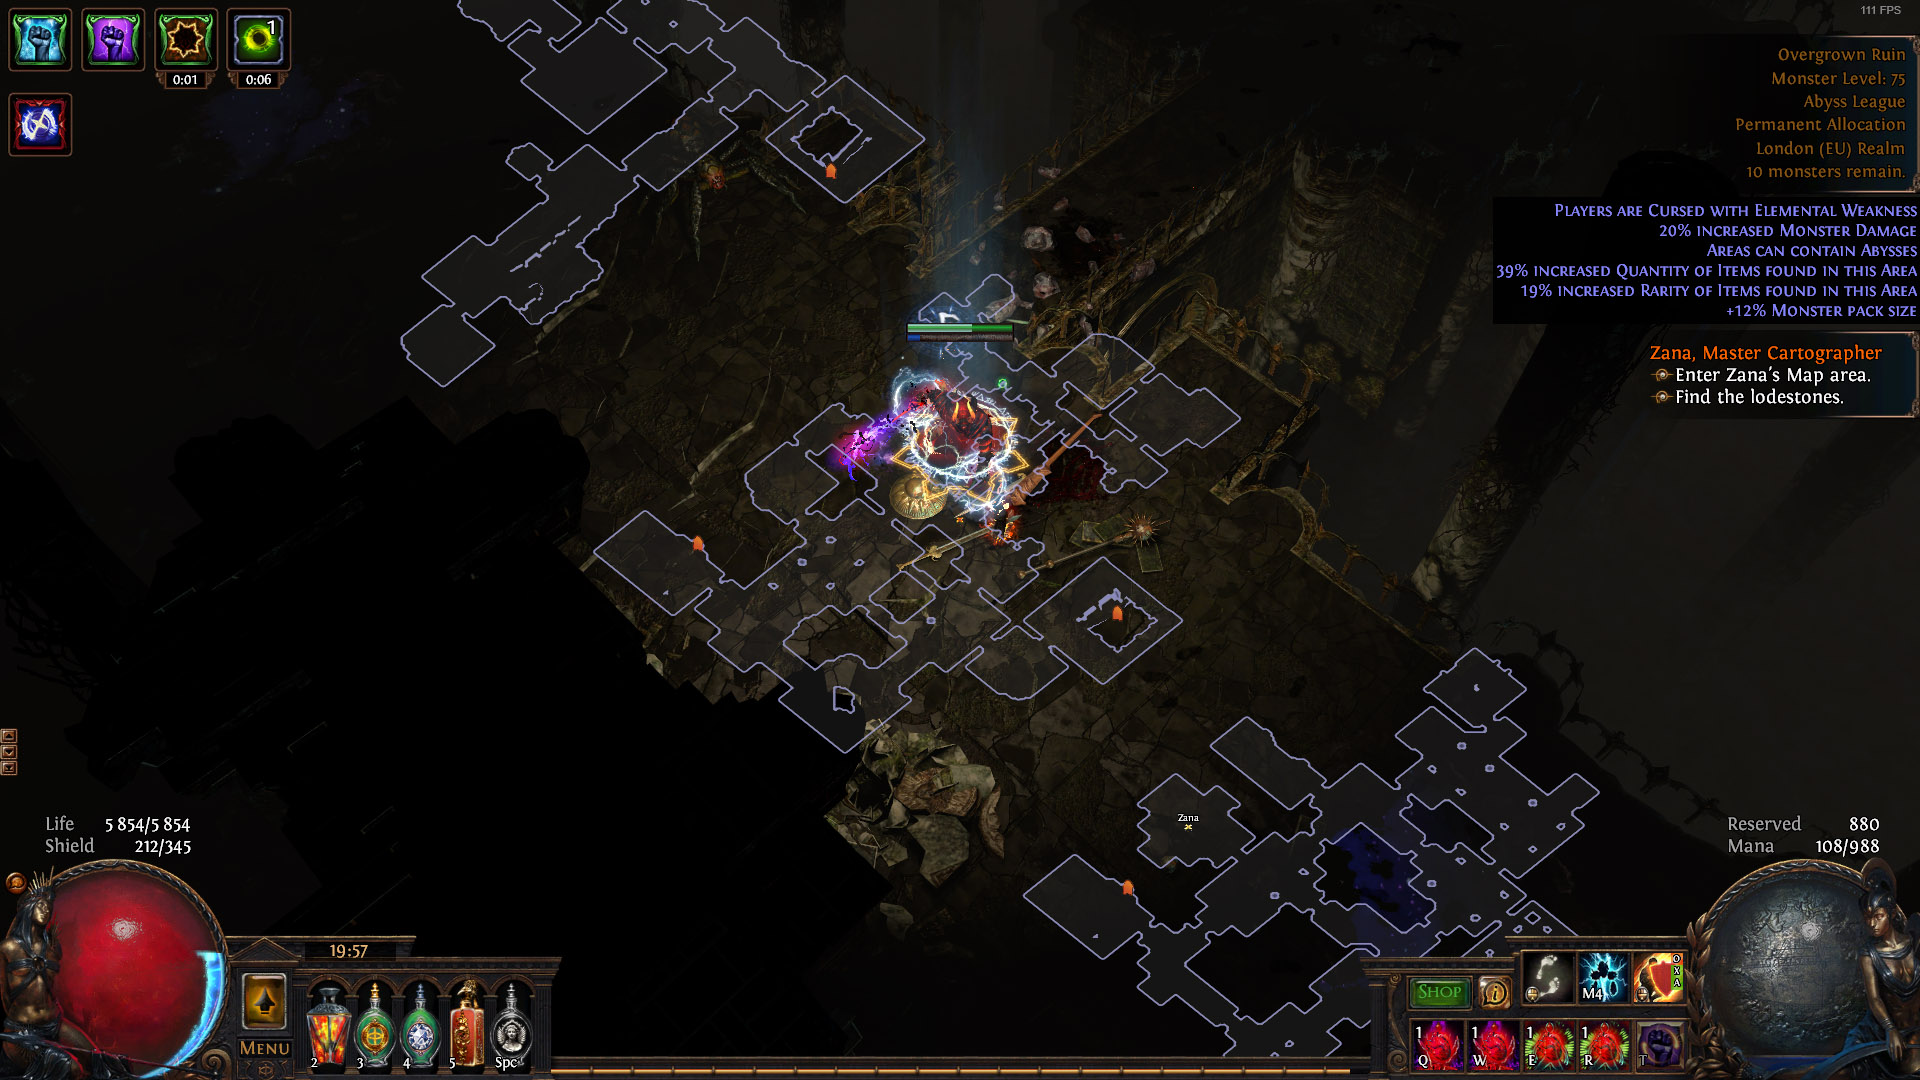 111 FPS
1
0:01
0:06
Overgrown Ruin
Monster Level: 75
Abyss League
Permanent Allocation
London (EU) Realm
10 monsters remain.
Players are Cursed with Elemental Weakness
20% increased Monster Damage
Areas can contain Abysses
39% increased Quantity of Items found in this Area
19% increased Rarity of Items found in this Area
+12% Monster pack size
Zana, Master Cartographer
Enter Zana's Map area.
Find the lodestones.
Zana
Life 5 854/5 854
Shield 212/345
Reserved 880
Mana 108/988
19:57
Menu
2 3 4 5 Spc
Shop
M4
O
X
A
1 1 1 1
Q W E R T